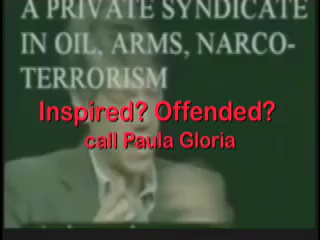 A PRIVATE SYNDICATE
IN OIL, ARMS, NARCO-
TERRORISM
Inspired? Offended?
call Paula Gloria